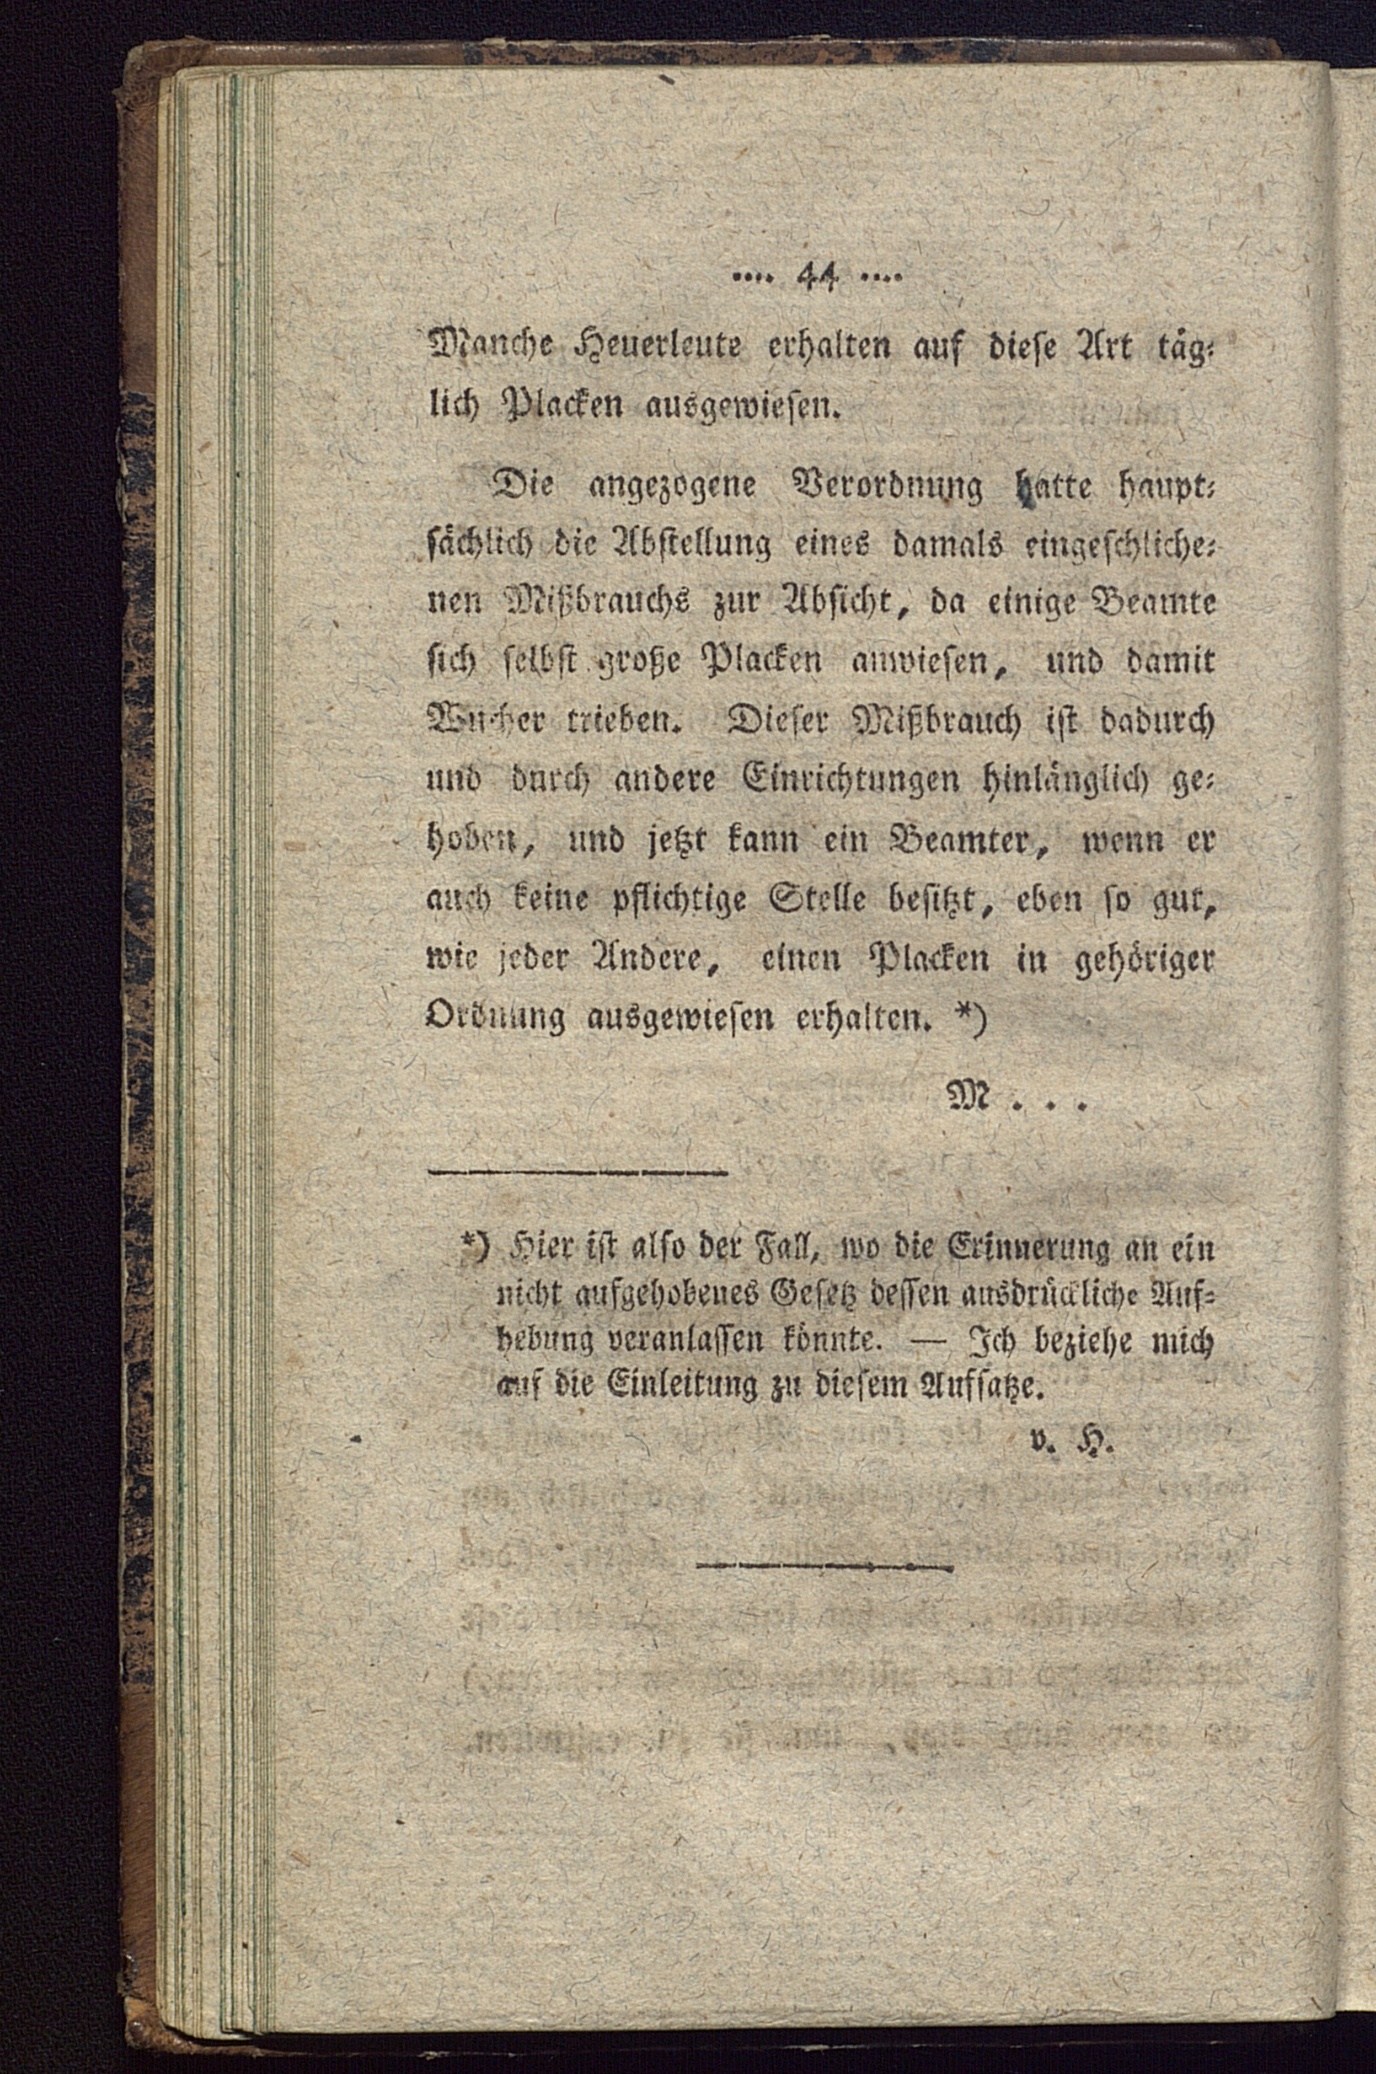 .... 44 ....
Manche Heuerleute erhalten auf diese Art täg-
lich Placken ausgewiesen.
Die angezogene Verordnung hatte haupt-
sächlich die Abstellung eines damals eingeschliche-
nen Mißbrauchs zur Absicht, da einige Beamte
sich selbst große Placken anwiesen, und damit
Wucher trieben. Dieser Mißbrauch ist dadurch
und durch andere Einrichtungen hinlänglich ge-
hoben, und jetzt kann ein Beamter, wenn er
auch keine pflichtige Stelle besitzt, eben so gut,
wie jeder Andere, einen Placken in gehöriger
Ordnung ausgewiesen erhalten. *)
M . . .
*) Hier ist also der Fall, wo die Erinnerung an ein
nicht aufgehobenes Gesetz dessen ausdrückliche Auf-
hebung veranlassen könnte. — Ich beziehe mich
auf die Einleitung zu diesem Aufsatze.
v. H.